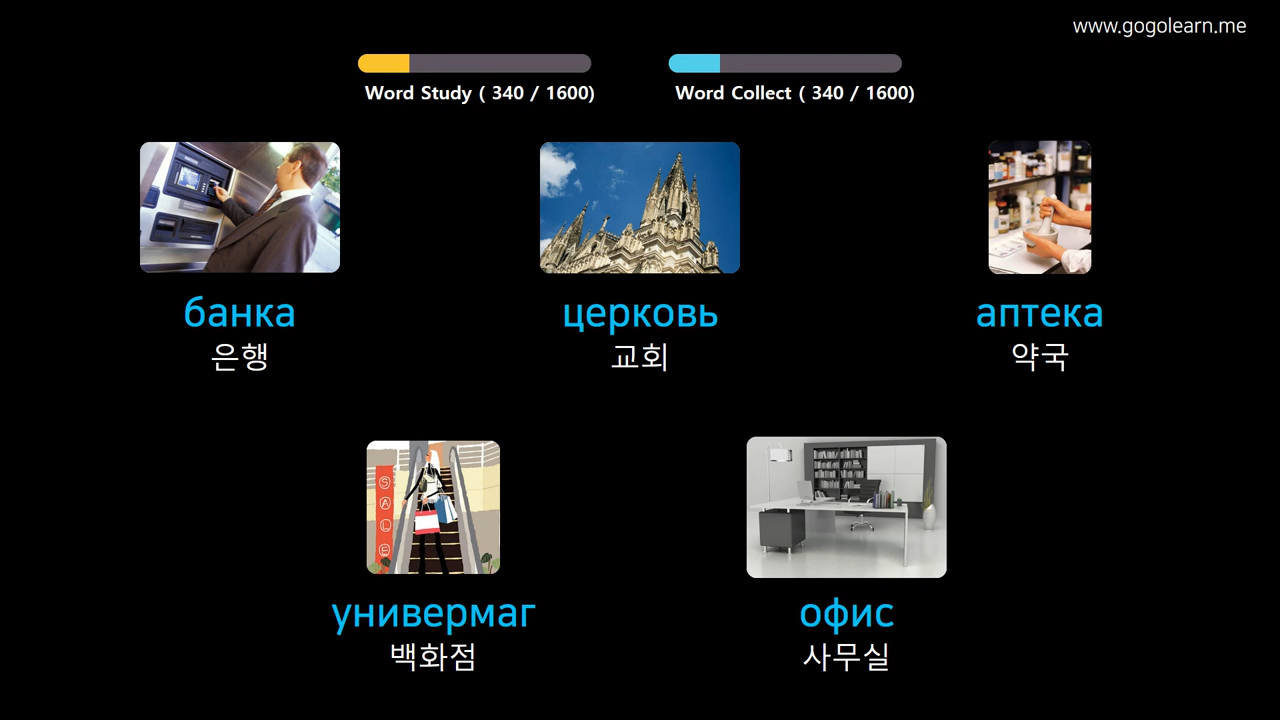 www.gogolearn.me
Word Study ( 340 / 1600)
Word Collect ( 340 / 1600)
банка
은행
церковь
교회
аптека
약국
SALE
универмаг
백화점
офис
사무실